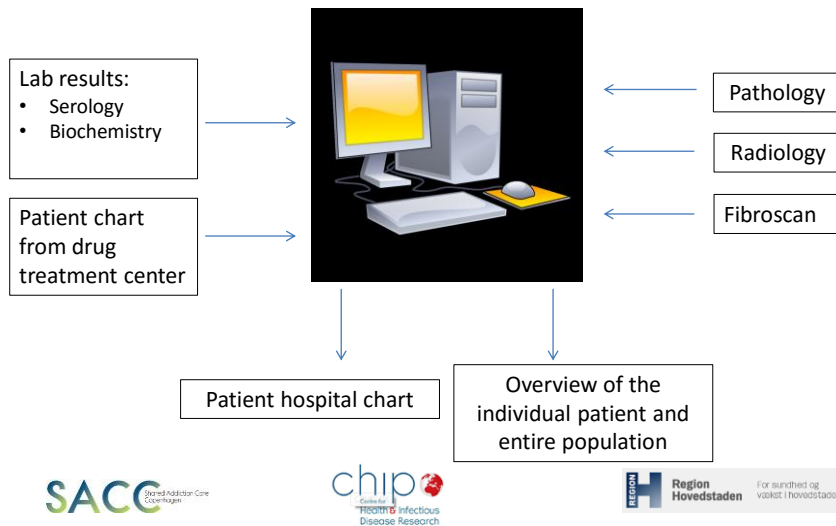 Lab results:
• Serology
• Biochemistry
Patient chart
from drug
treatment center
Pathology
Radiology
Fibroscan
Patient hospital chart
Overview of the
individual patient and
entire population
SACC Shared Addiction Care
Copenhagen
chip
Centre for
Health & Infectious
Disease Research
REGION H
Region
Hovedstaden
For sundhed og
vækst i hovedstade